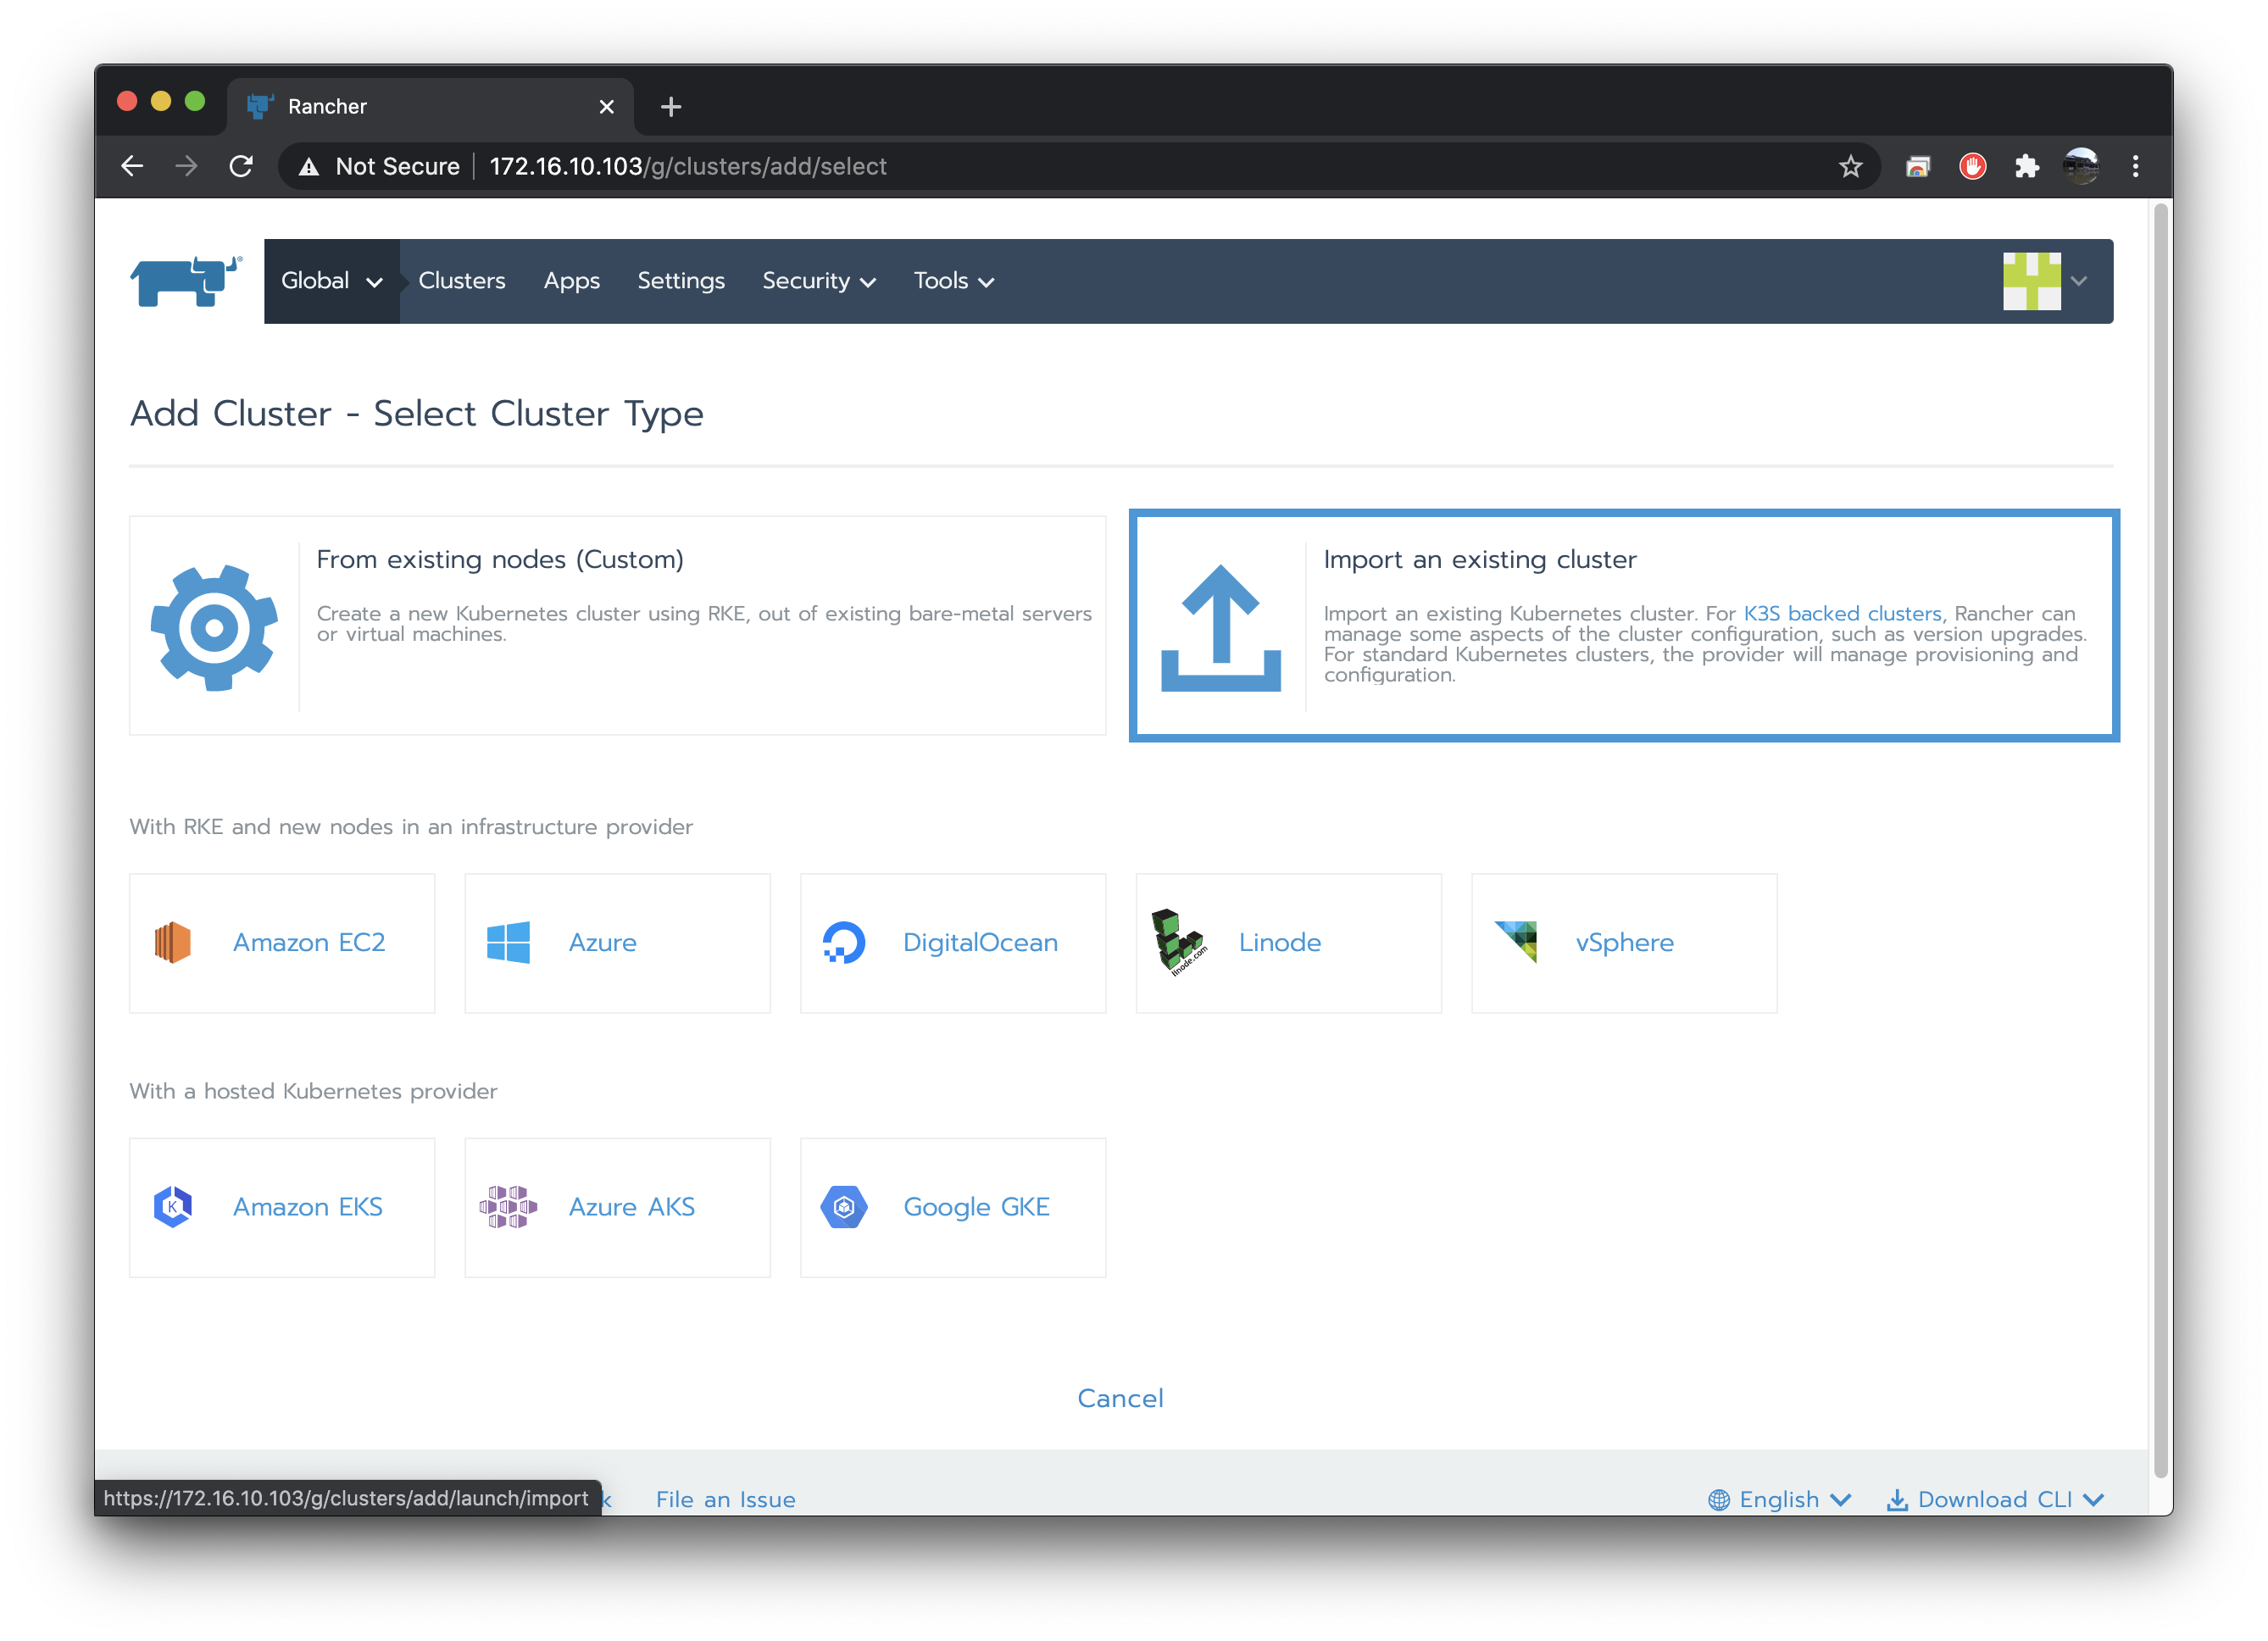 Rancher
Not Secure
172.16.10.103/g/clusters/add/select
Global
Clusters
Apps
Settings
Security
Tools
Add Cluster - Select Cluster Type
From existing nodes (Custom)
Create a new Kubernetes cluster using RKE, out of existing bare-metal servers
or virtual machines.
Import an existing cluster
Import an existing Kubernetes cluster. For K3S backed clusters, Rancher can
manage some aspects of the cluster configuration, such as version upgrades.
For standard Kubernetes clusters, the provider will manage provisioning and
configuration.
With RKE and new nodes in an infrastructure provider
Amazon EC2
Azure
DigitalOcean
linode.com
Linode
vSphere
With a hosted Kubernetes provider
K
Amazon EKS
Azure AKS
Google GKE
Cancel
https://172.16.10.103/g/clusters/add/launch/import
File an Issue
English
Download CLI